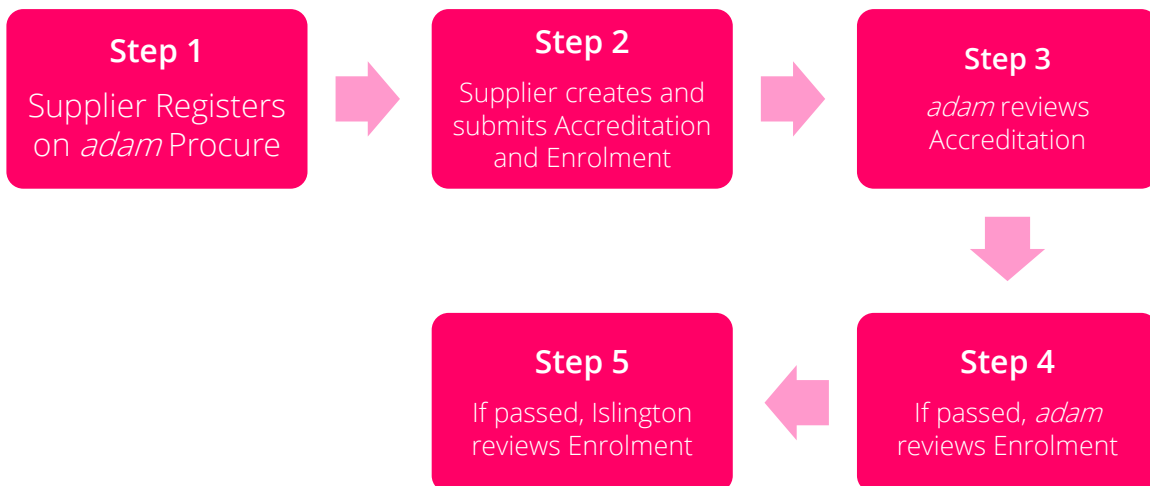 Step 1
Supplier Registers
on adam Procure
Step 2
Supplier creates and
submits Accreditation
and Enrolment
Step 3
adam reviews
Accreditation
Step 4
If passed, adam
reviews Enrolment
Step 5
If passed, Islington
reviews Enrolment